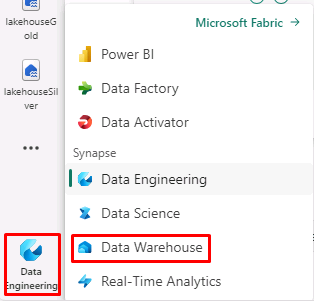 lakehouseG
old
lakehouseSil
ver
...
Data
Engineering
Microsoft Fabric →
Power BI
Data Factory
Data Activator
Synapse
Data Engineering
Data Science
Data Warehouse
Real-Time Analytics